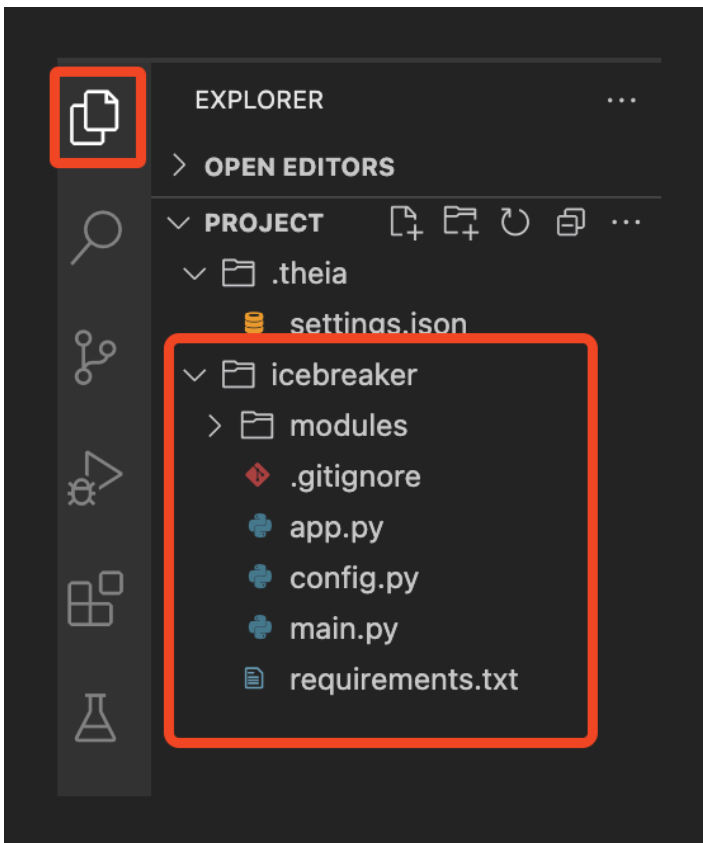 EXPLORER
OPEN EDITORS
PROJECT
.theia
settings.json
icebreaker
modules
.gitignore
app.py
config.py
main.py
requirements.txt